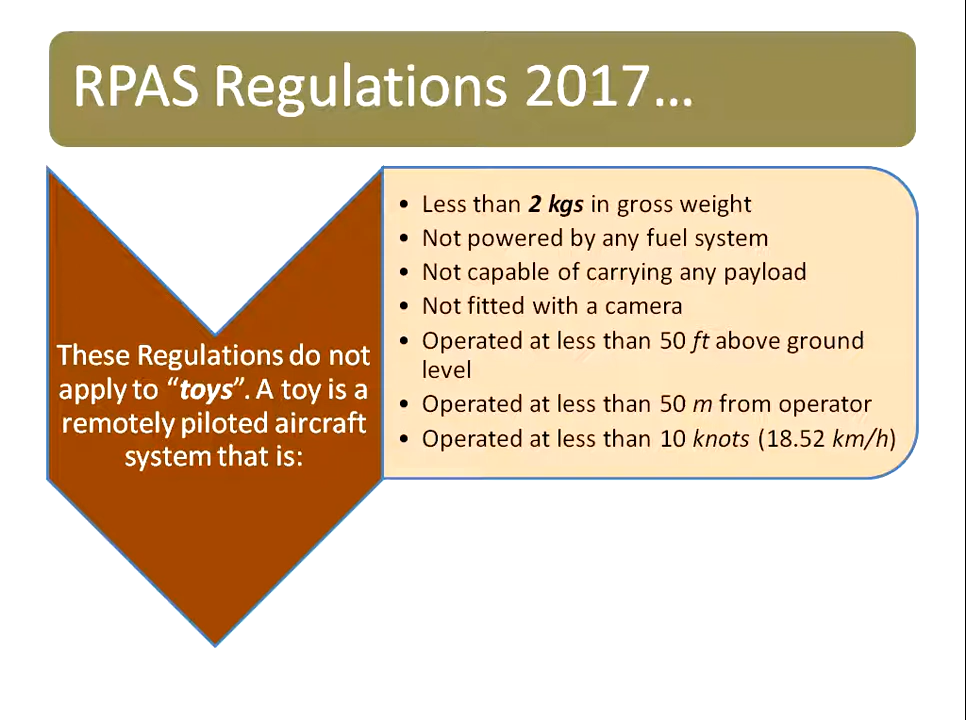 RPAS Regulations 2017…
These Regulations do not
apply to “toys”. A toy is a
remotely piloted aircraft
system that is:
• Less than 2 kgs in gross weight
• Not powered by any fuel system
• Not capable of carrying any payload
• Not fitted with a camera
• Operated at less than 50 ft above ground
level
• Operated at less than 50 m from operator
• Operated at less than 10 knots (18.52 km/h)